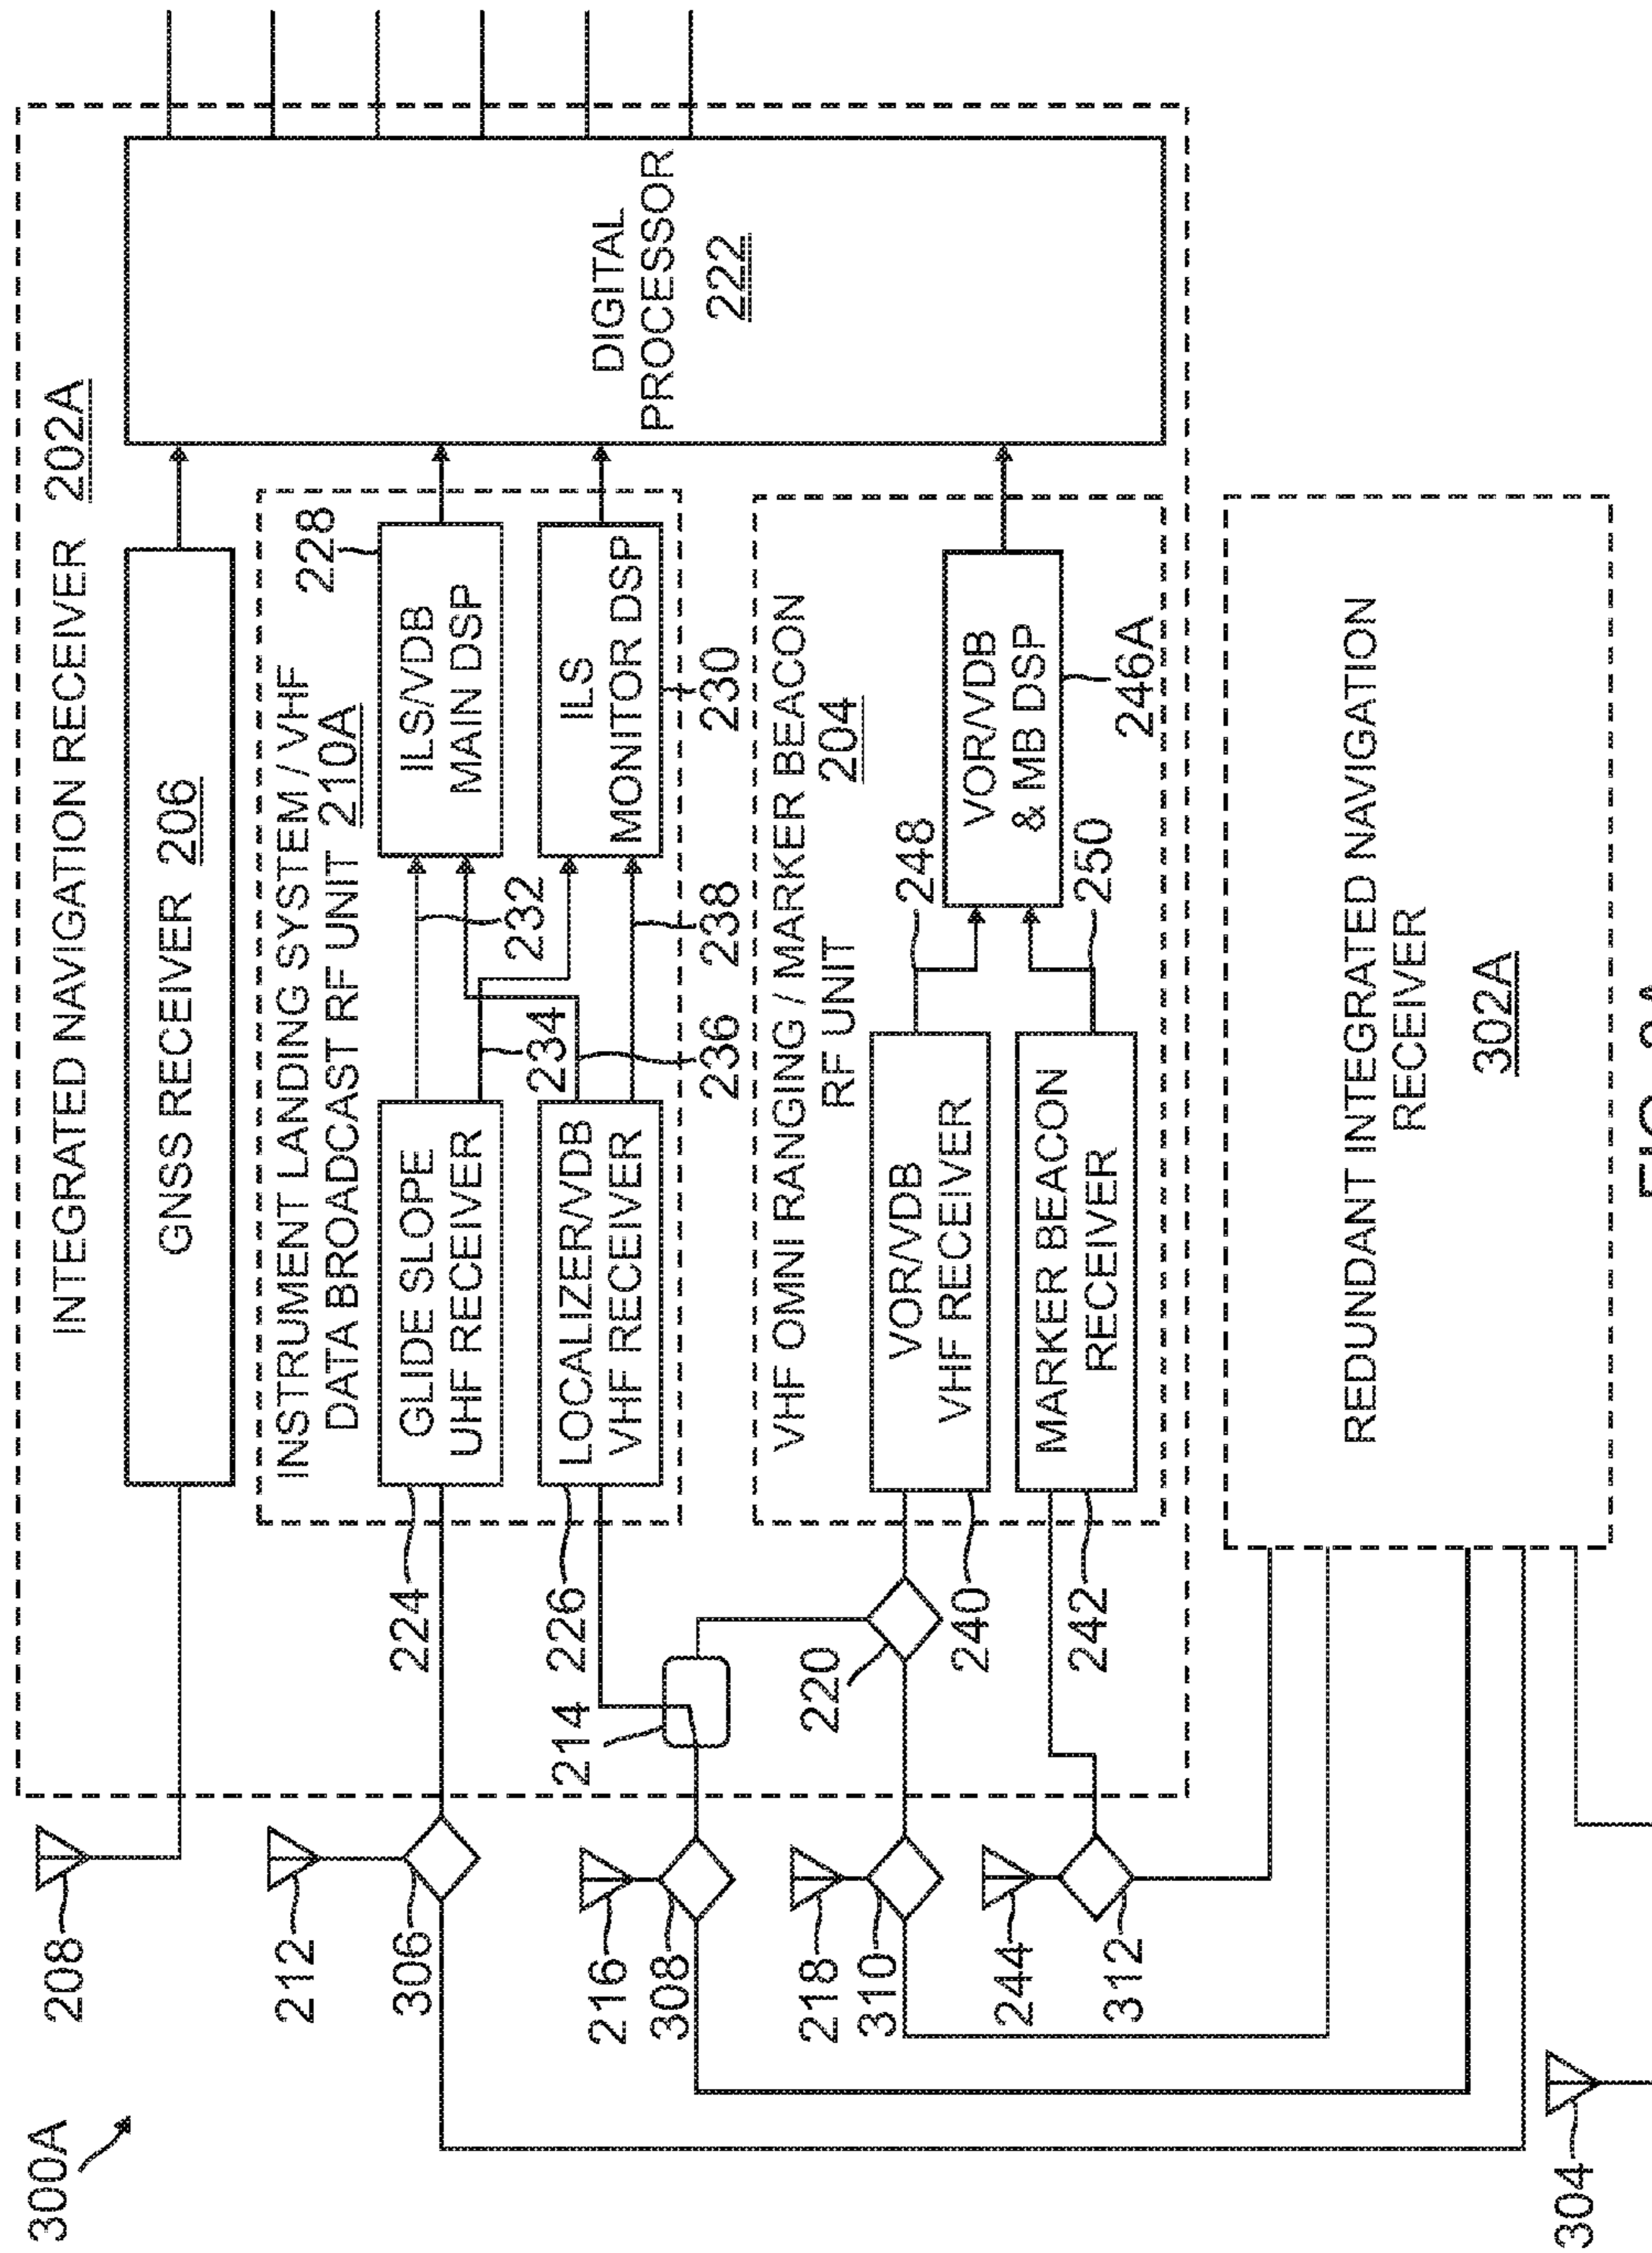 300A
INTEGRATED NAVIGATION RECEIVER 202A
208
GNSS RECEIVER 206
212
INSTRUMENT LANDING SYSTEM / VHF
DATA BROADCAST RF UNIT 210A
228
306
224
GLIDE SLOPE
UHF RECEIVER
ILS/VDB
MAIN DSP
232
234
DIGITAL
PROCESSOR
222
216
308
214
226
LOCALIZER/VDB
VHF RECEIVER
ILS
MONITOR DSP
236
238
230
VHF OMNI RANGING / MARKER BEACON
RF UNIT
204
218
310
220
240
VOR/VDB
VHF RECEIVER
248
VOR/VDB
& MB DSP
246A
250
244
312
242
MARKER BEACON
RECEIVER
REDUNDANT INTEGRATED NAVIGATION
RECEIVER
302A
304